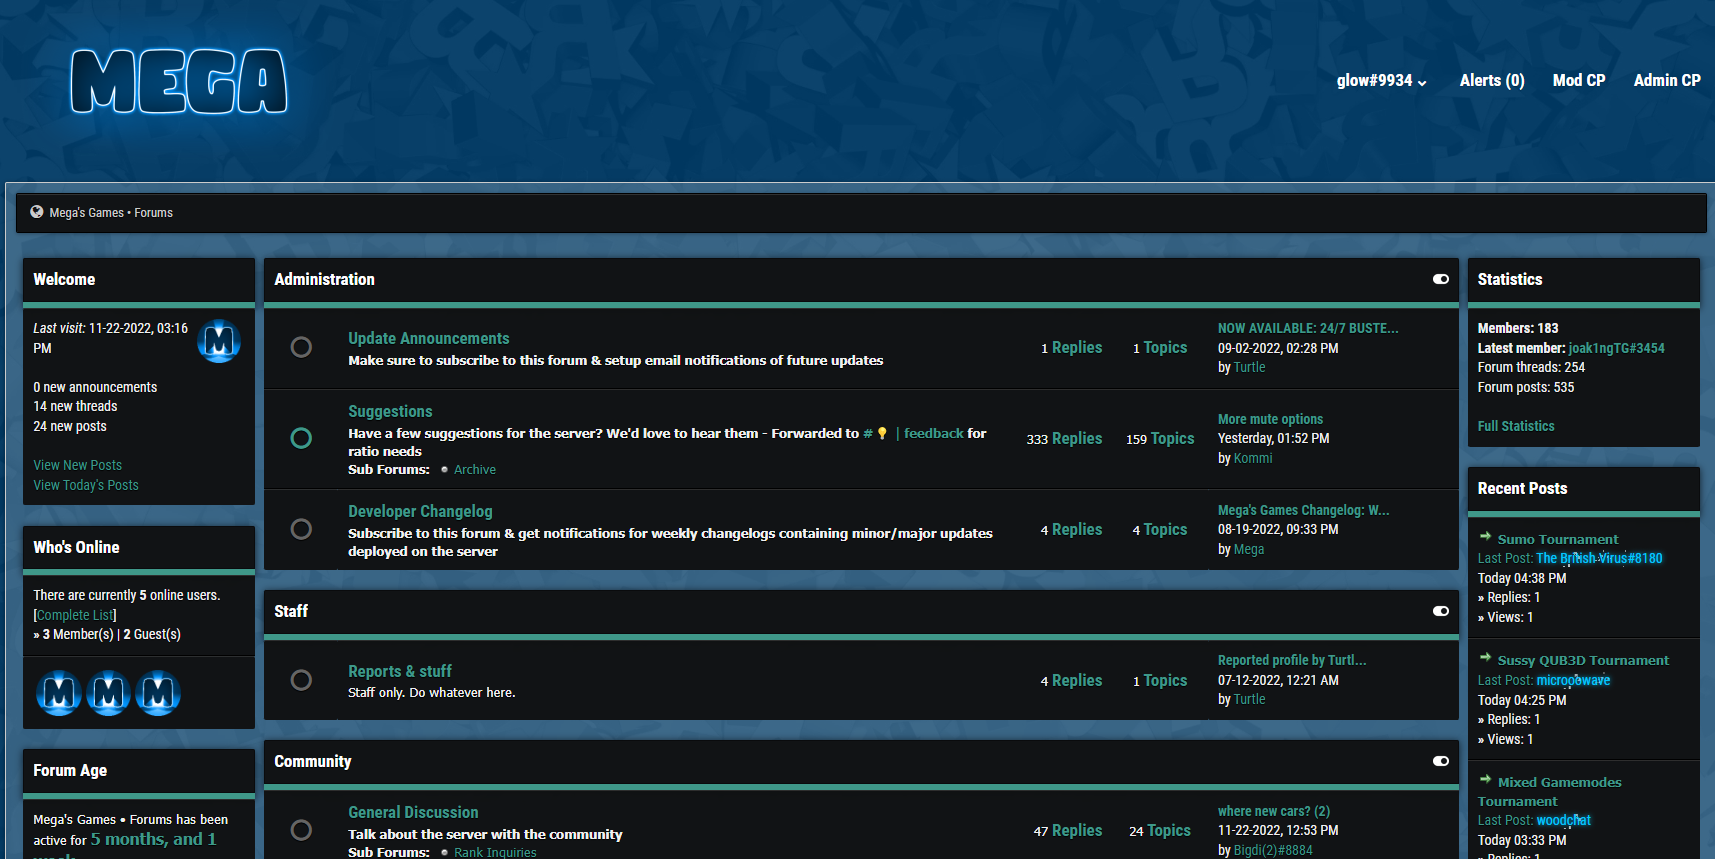 MEGA
glow#9934
Alerts (0)
Mod CP
Admin CP
Mega's Games • Forums
Welcome
Last visit: 11-22-2022, 03:16
PM
0 new announcements
14 new threads
24 new posts
View New Posts
View Today's Posts
Who's Online
There are currently 5 online users.
[Complete List]
» 3 Member(s) | 2 Guest(s)
M M M
Forum Age
Mega's Games • Forums has been
active for 5 months, and 1
Administration
Update Announcements
Make sure to subscribe to this forum & setup email notifications of future updates
1 Replies
1 Topics
NOW AVAILABLE: 24/7 BUSTE...
09-02-2022, 02:28 PM
by Turtle
Suggestions
Have a few suggestions for the server? We'd love to hear them - Forwarded to #💡 | feedback for
ratio needs
Sub Forums: Archive
333 Replies
159 Topics
More mute options
Yesterday, 01:52 PM
by Kommi
Developer Changelog
Subscribe to this forum & get notifications for weekly changelogs containing minor/major updates
deployed on the server
4 Replies
4 Topics
Mega's Games Changelog: W...
08-19-2022, 09:33 PM
by Mega
Staff
Reports & stuff
Staff only. Do whatever here.
4 Replies
1 Topics
Reported profile by Turtl...
07-12-2022, 12:21 AM
by Turtle
Community
General Discussion
Talk about the server with the community
Sub Forums: Rank Inquiries
47 Replies
24 Topics
where new cars? (2)
11-22-2022, 12:53 PM
by Bigdi(2)#8884
Statistics
Members: 183
Latest member: joak1ngTG#3454
Forum threads: 254
Forum posts: 535
Full Statistics
Recent Posts
Sumo Tournament
Last Post: The British Virus#8180
Today 04:38 PM
» Replies: 1
» Views: 1
Sussy QUB3D Tournament
Last Post: microoowave
Today 04:25 PM
» Replies: 1
» Views: 1
Mixed Gamemodes
Tournament
Last Post: woodchat
Today 03:33 PM
» Replies: 1